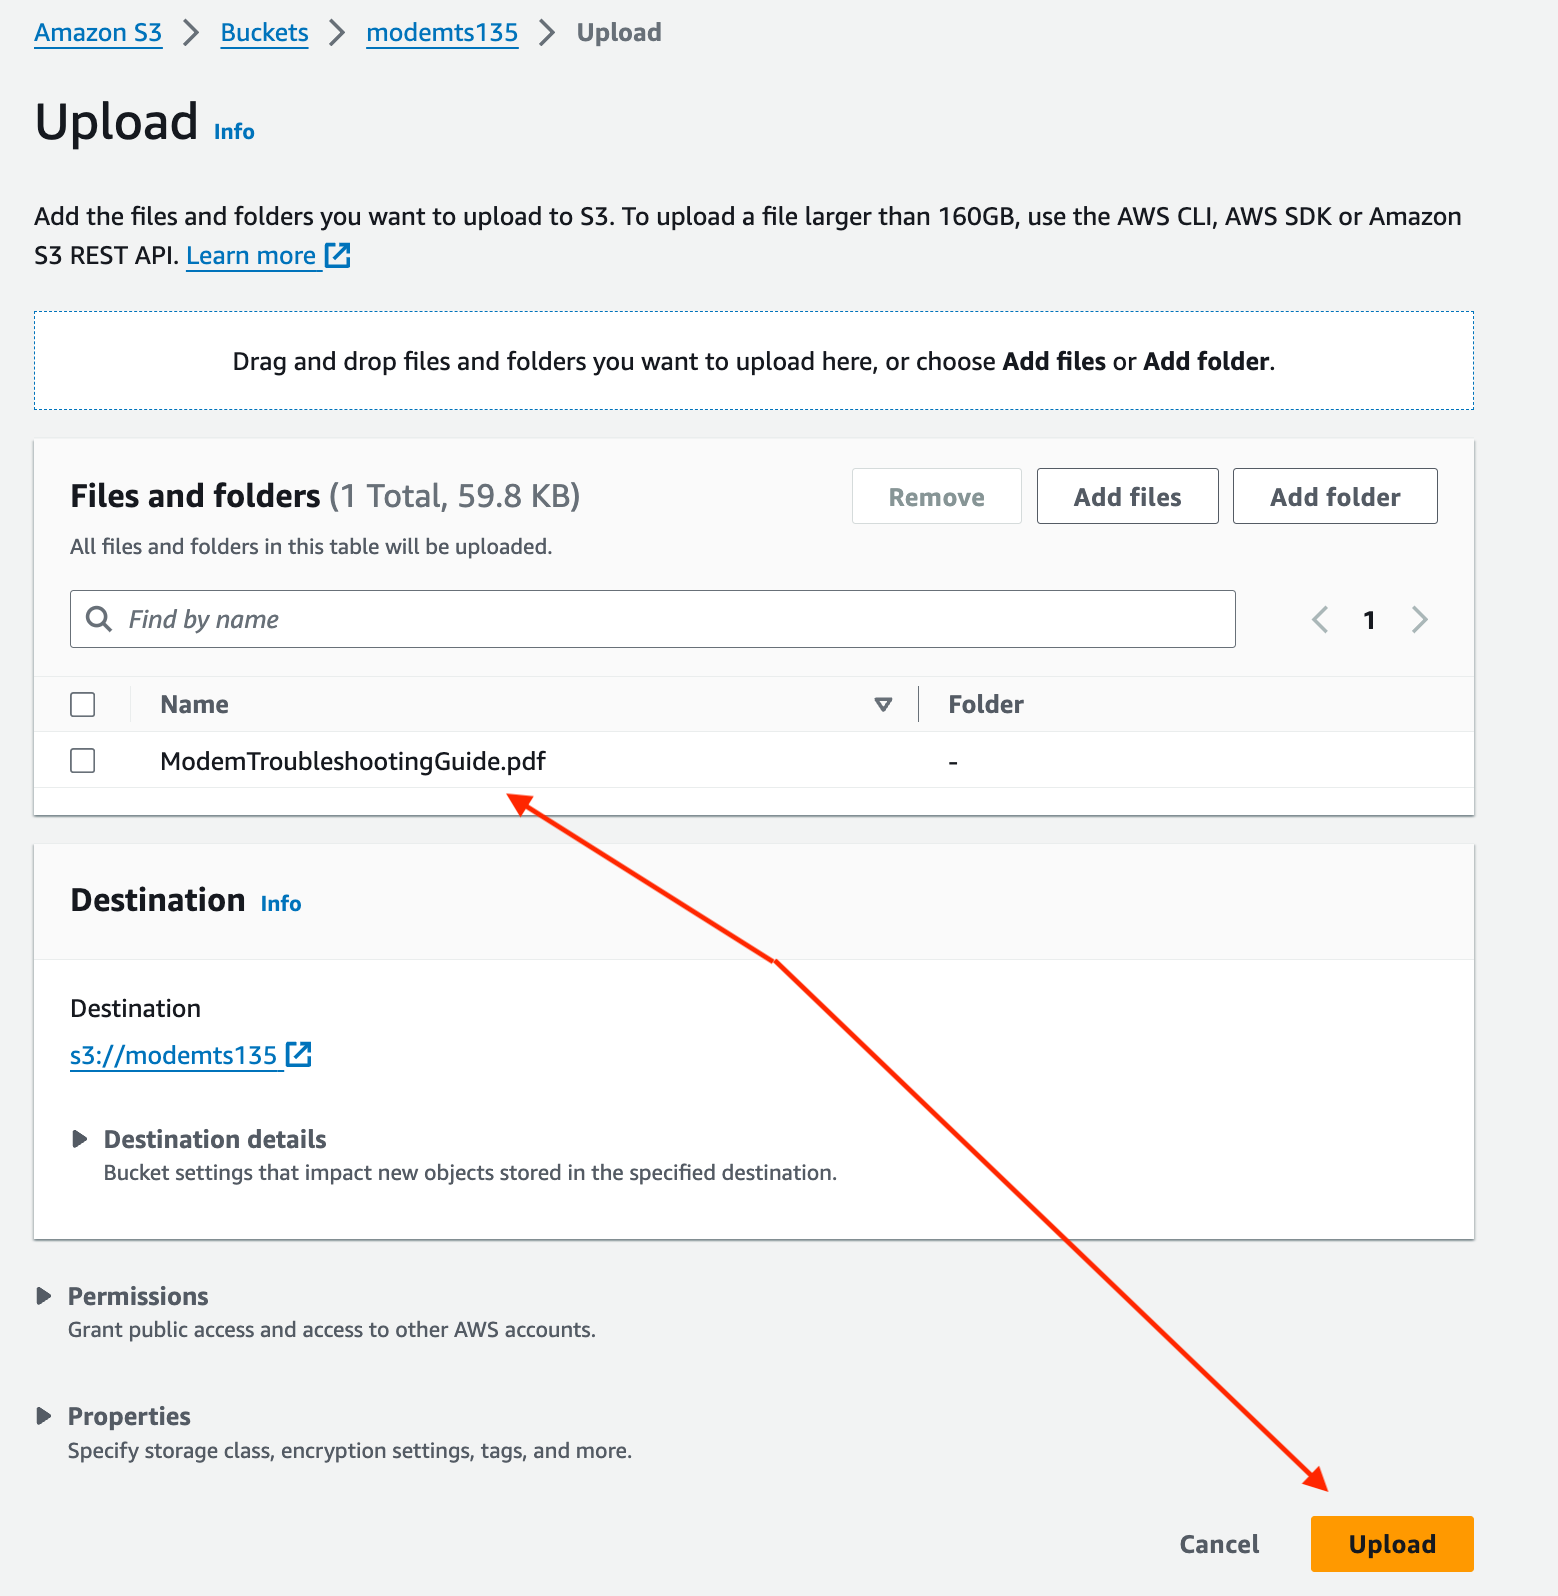 Amazon S3 > Buckets > modemts135 > Upload
Upload Info
Add the files and folders you want to upload to S3. To upload a file larger than 160GB, use the AWS CLI, AWS SDK or Amazon
S3 REST API. Learn more
Drag and drop files and folders you want to upload here, or choose Add files or Add folder.
Files and folders (1 Total, 59.8 KB)
Remove
Add files
Add folder
All files and folders in this table will be uploaded.
Find by name
1
Name
Folder
ModemTroubleshootingGuide.pdf
-
Destination Info
Destination
s3://modemts135
Destination details
Bucket settings that impact new objects stored in the specified destination.
Permissions
Grant public access and access to other AWS accounts.
Properties
Specify storage class, encryption settings, tags, and more.
Cancel
Upload